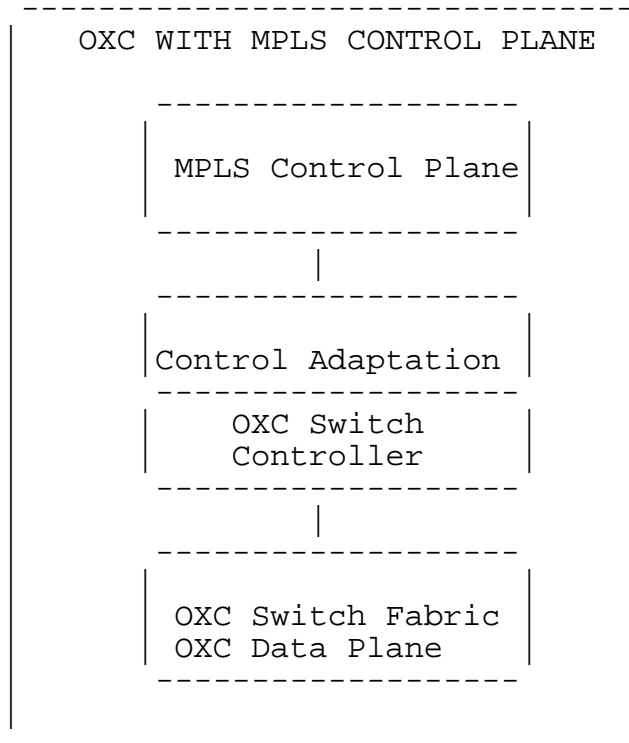 OXC WITH MPLS CONTROL PLANE
MPLS Control Plane
Control Adaptation
OXC Switch
Controller
OXC Switch Fabric
OXC Data Plane